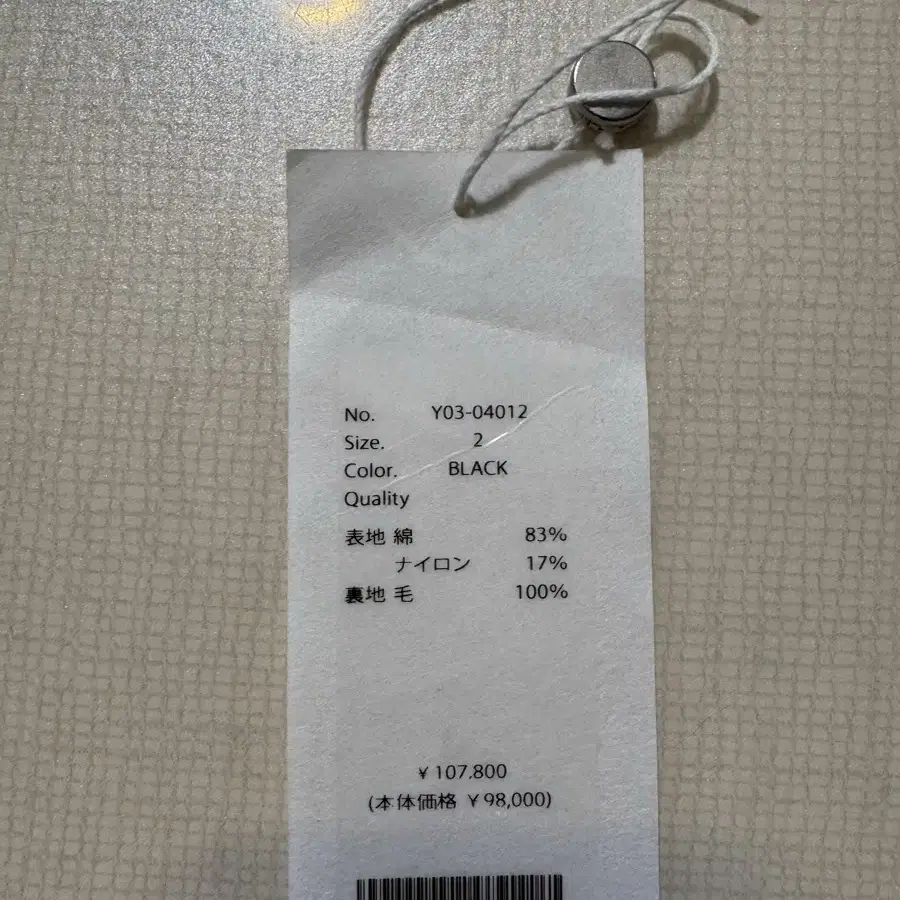 No. Y03-04012
Size. 2
Color. BLACK
Quality
表地 綿 83%
ナイロン 17%
裏地 毛 100%
¥107.800
(本体価格 ¥98,000)